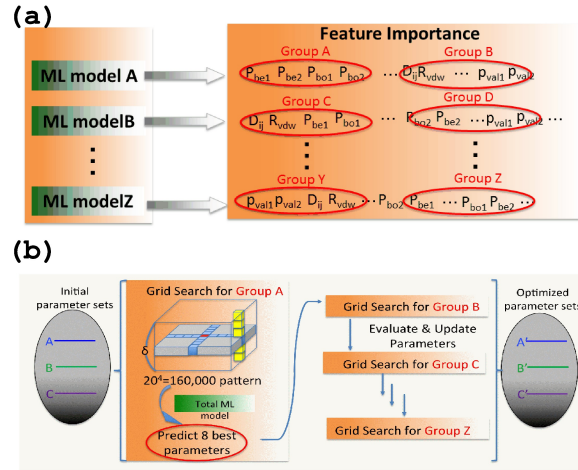 (a)
Feature Importance
Group A Group B
ML model A P_be1 P_be2 P_bo1 P_bo2 ... D_ij R_vdw ... p_val1 p_val2
Group C Group D
ML modelB D_ij R_vdw P_be1 P_bo1 ... P_bo2 P_be2 ... p_val1 p_val2 ...
Group Y Group Z
ML modelZ p_val1 p_val2 D_ij R_vdw ... P_bo2 P_be1 ... P_bo1 P_be2 ...
(b)
Initial parameter sets
A
B
C
Grid Search for Group A
δ
20⁴=160,000 pattern
Total ML
model
Predict 8 best
parameters
Grid Search for Group B
Evaluate & Update
Parameters
Grid Search for Group C
Grid Search for Group Z
Optimized
parameter sets
A'
B'
C'